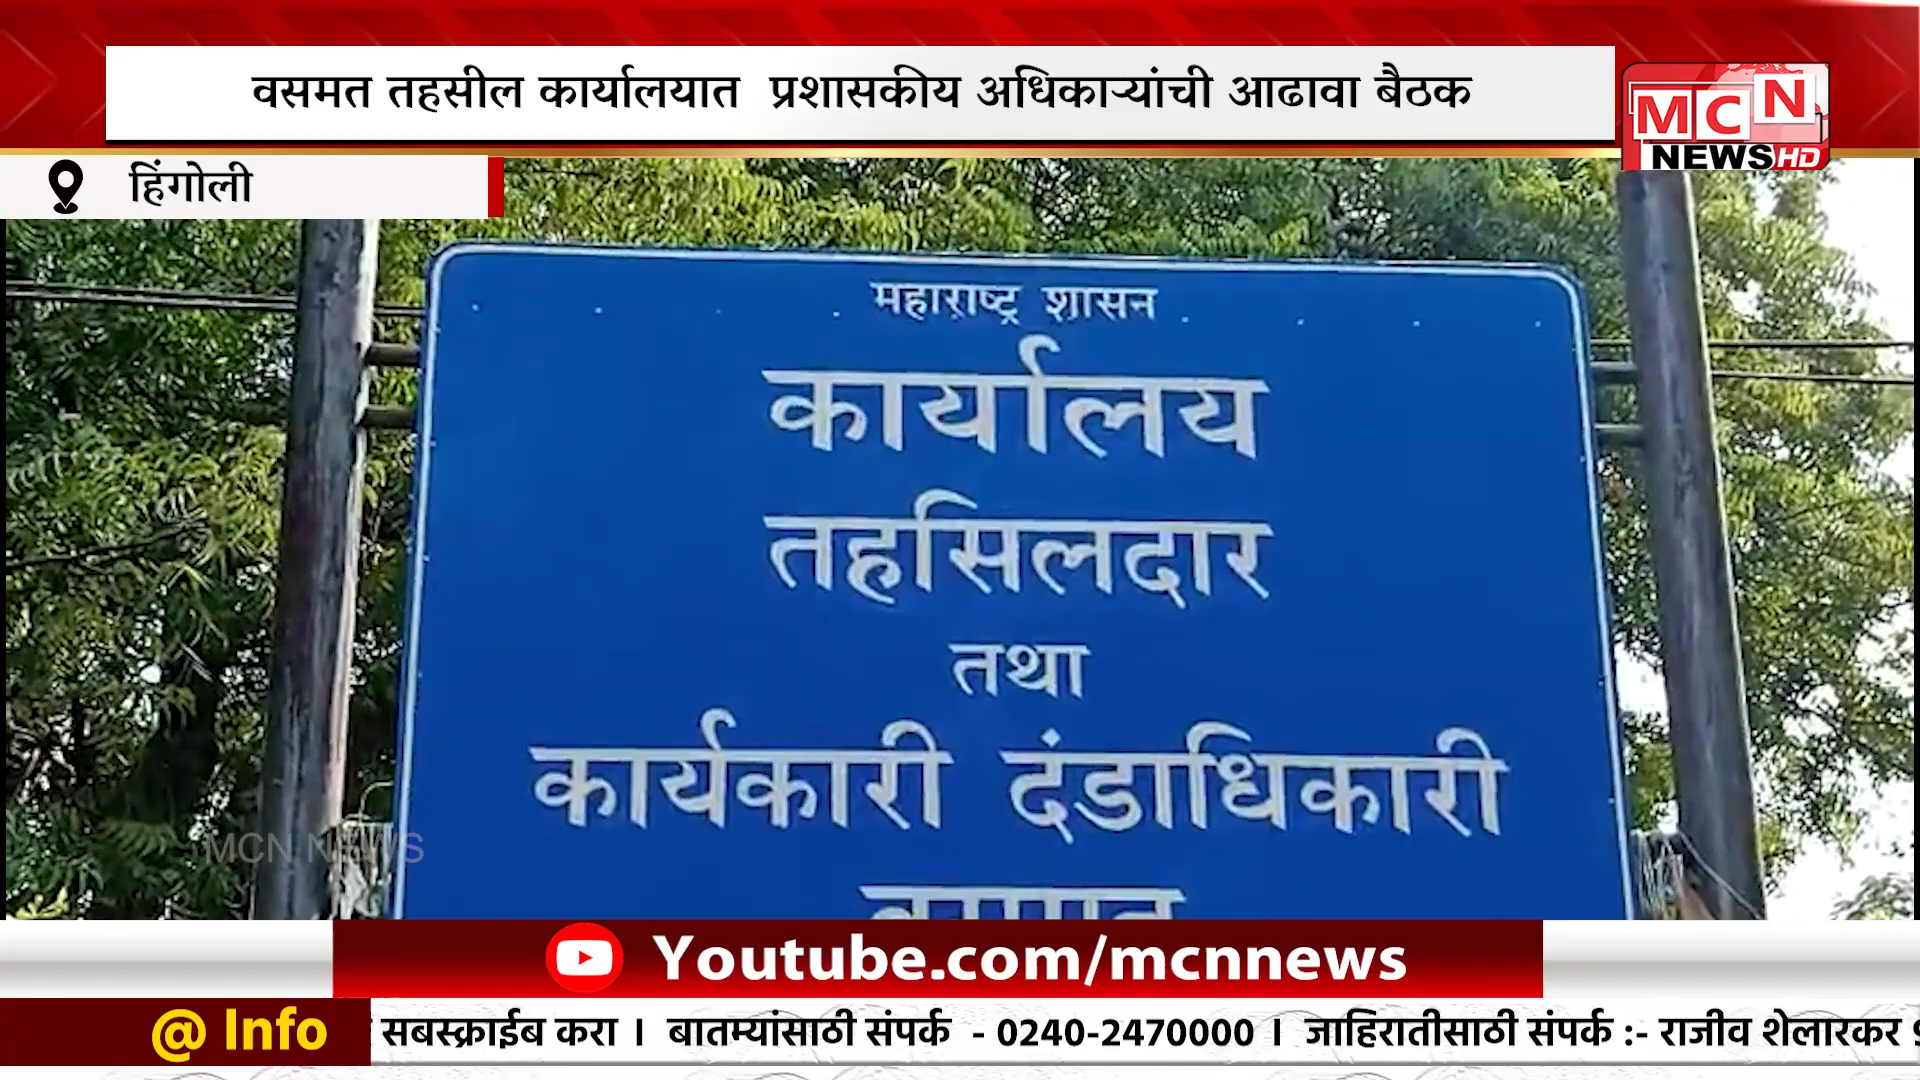 वसमत तहसील कार्यालयात प्रशासकीय अधिकाऱ्यांची आढावा बैठक
MCN
NEWS HD
हिंगोली
महाराष्ट्र शासन
कार्यालय
तहसिलदार
तथा
कार्यकारी दंडाधिकारी
MCN NEWS
Youtube.com/mcnnews
@ Info
सबस्क्राईब करा । बातम्यांसाठी संपर्क - 0240-2470000 । जाहिरातीसाठी संपर्क :- राजीव शेलारकर